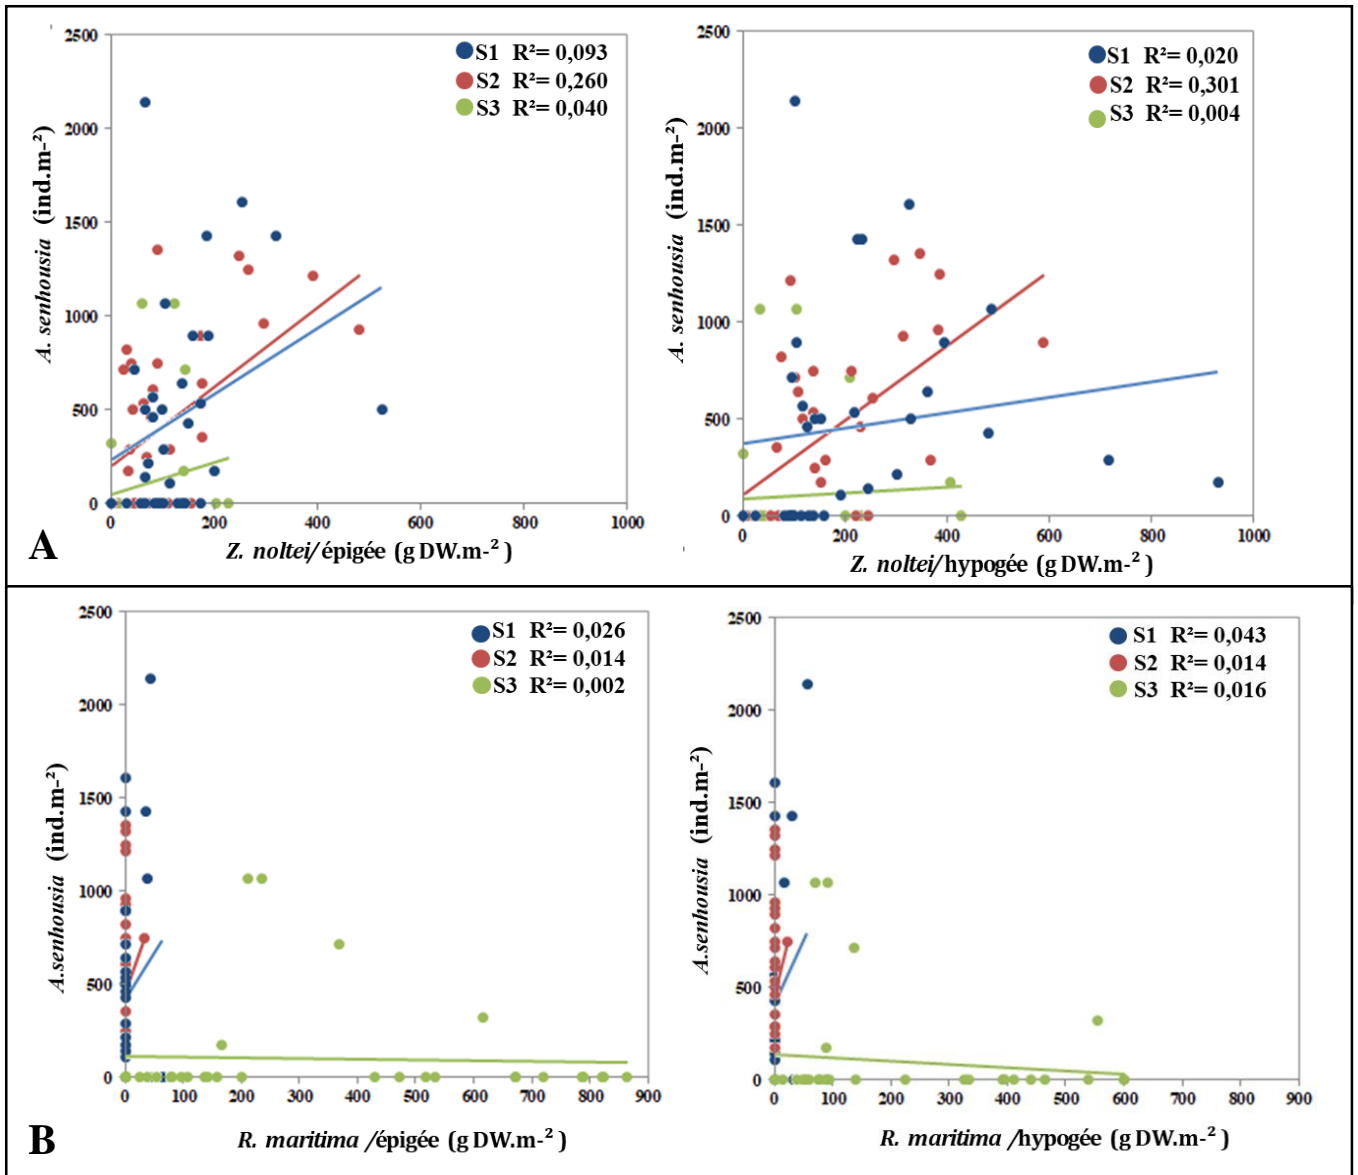 2500
2000
1500
1000
500
0
0 200 400 600 800 1000
A. senhousia (ind.m-²)
Z. noltei/épigée (g DW.m-²)
S1 R²= 0,093
S2 R²= 0,260
S3 R²= 0,040
A
2500
2000
1500
1000
500
0
0 200 400 600 800 1000
A. senhousia (ind.m-²)
Z. noltei/hypogée (g DW.m-²)
S1 R²= 0,020
S2 R²= 0,301
S3 R²= 0,004
2500
2000
1500
1000
500
0
0 100 200 300 400 500 600 700 800 900
A.senhousia (ind.m-²)
R. maritima /épigée (g DW.m-²)
S1 R²= 0,026
S2 R²= 0,014
S3 R²= 0,002
B
2500
2000
1500
1000
500
0
0 100 200 300 400 500 600 700 800 900
A.senhousia (ind.m-²)
R. maritima /hypogée (g DW.m-²)
S1 R²= 0,043
S2 R²= 0,014
S3 R²= 0,016